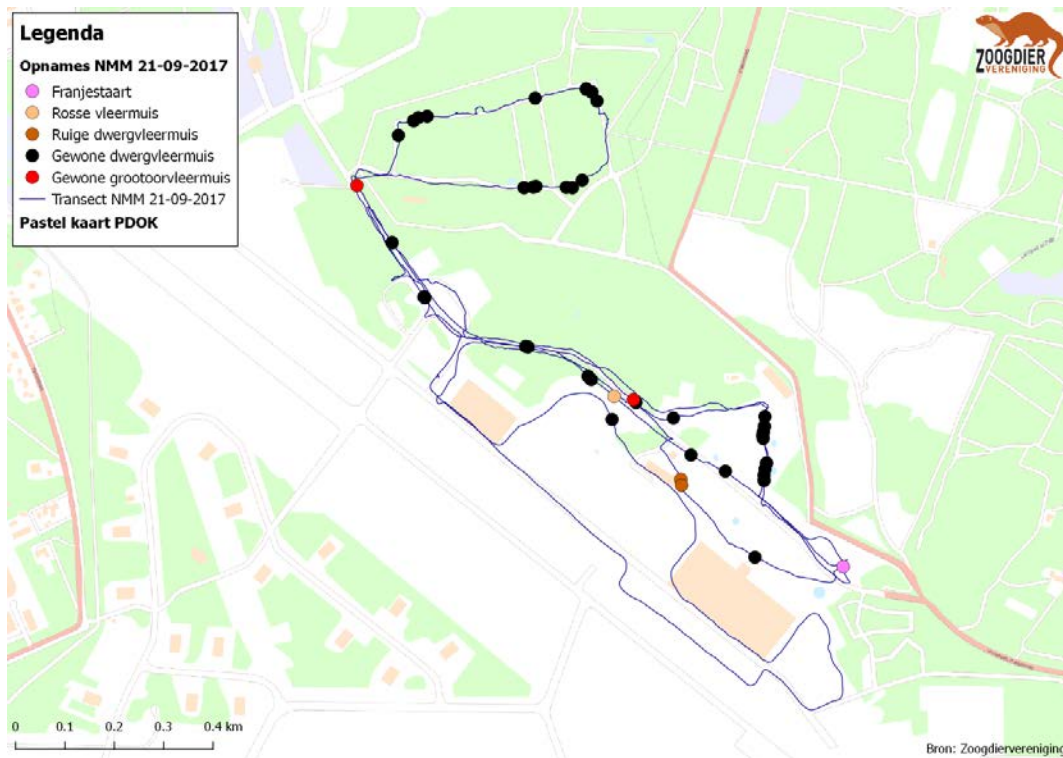 Legenda
Opnames NMM 21-09-2017
Franjestaart
Rosse vleermuis
Ruige dwergvleermuis
Gewone dwergvleermuis
Gewone grootoorvleermuis
Transect NMM 21-09-2017
Pastel kaart PDOK
ZOOGDIER
VERENIGING
0 0.1 0.2 0.3 0.4 km
Bron: Zoogdiervereniging